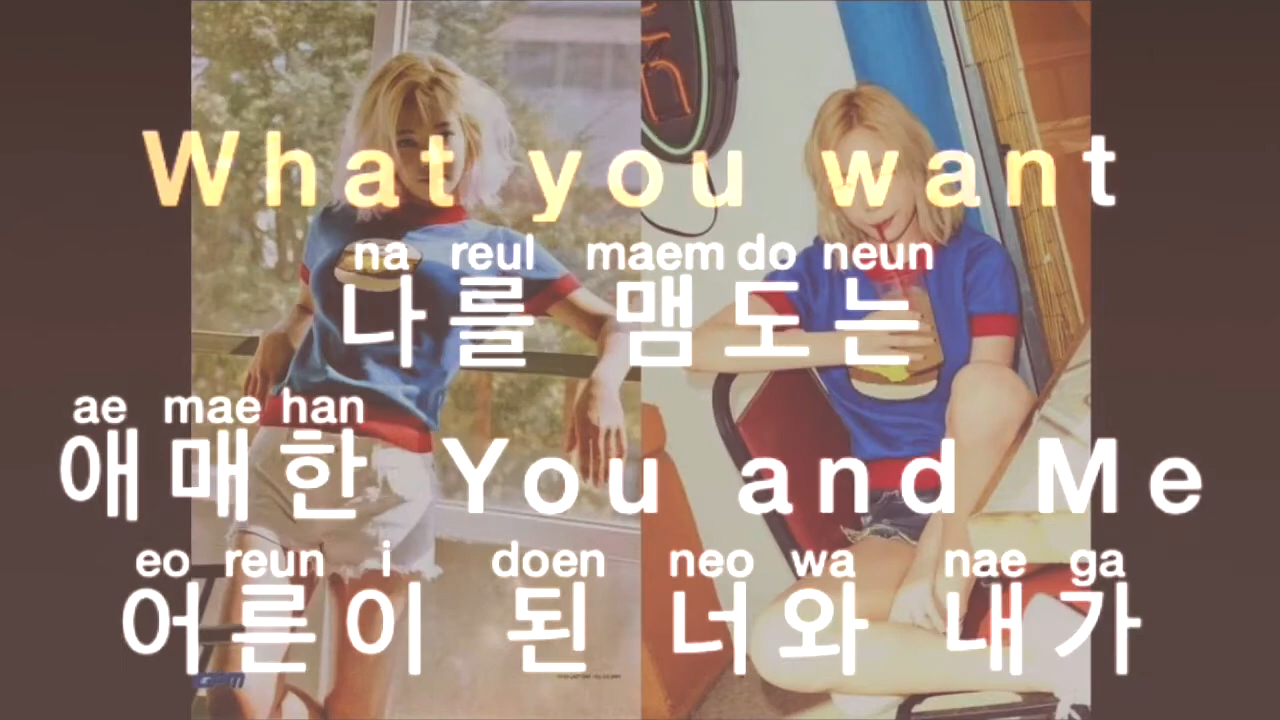 What you want
na reul maem do neun
나를 맴도는
ae mae han
애매한 You and Me
eo reun i doen neo wa nae ga
어른이 된 너와 내가